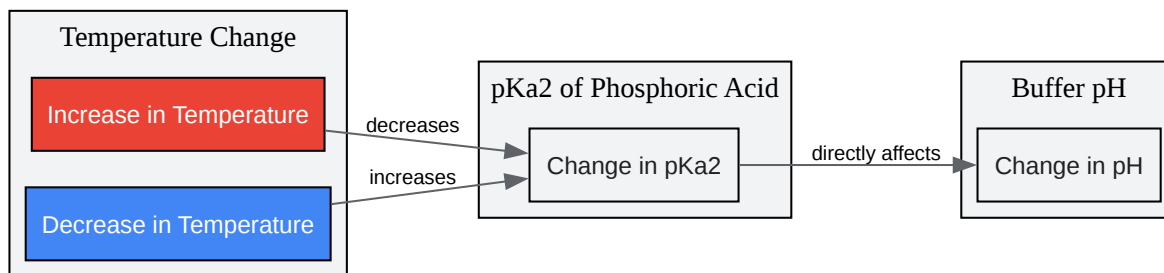 Temperature Change
Increase in Temperature
Decrease in Temperature
decreases
increases
pKa2 of Phosphoric Acid
Change in pKa2
directly affects
Buffer pH
Change in pH